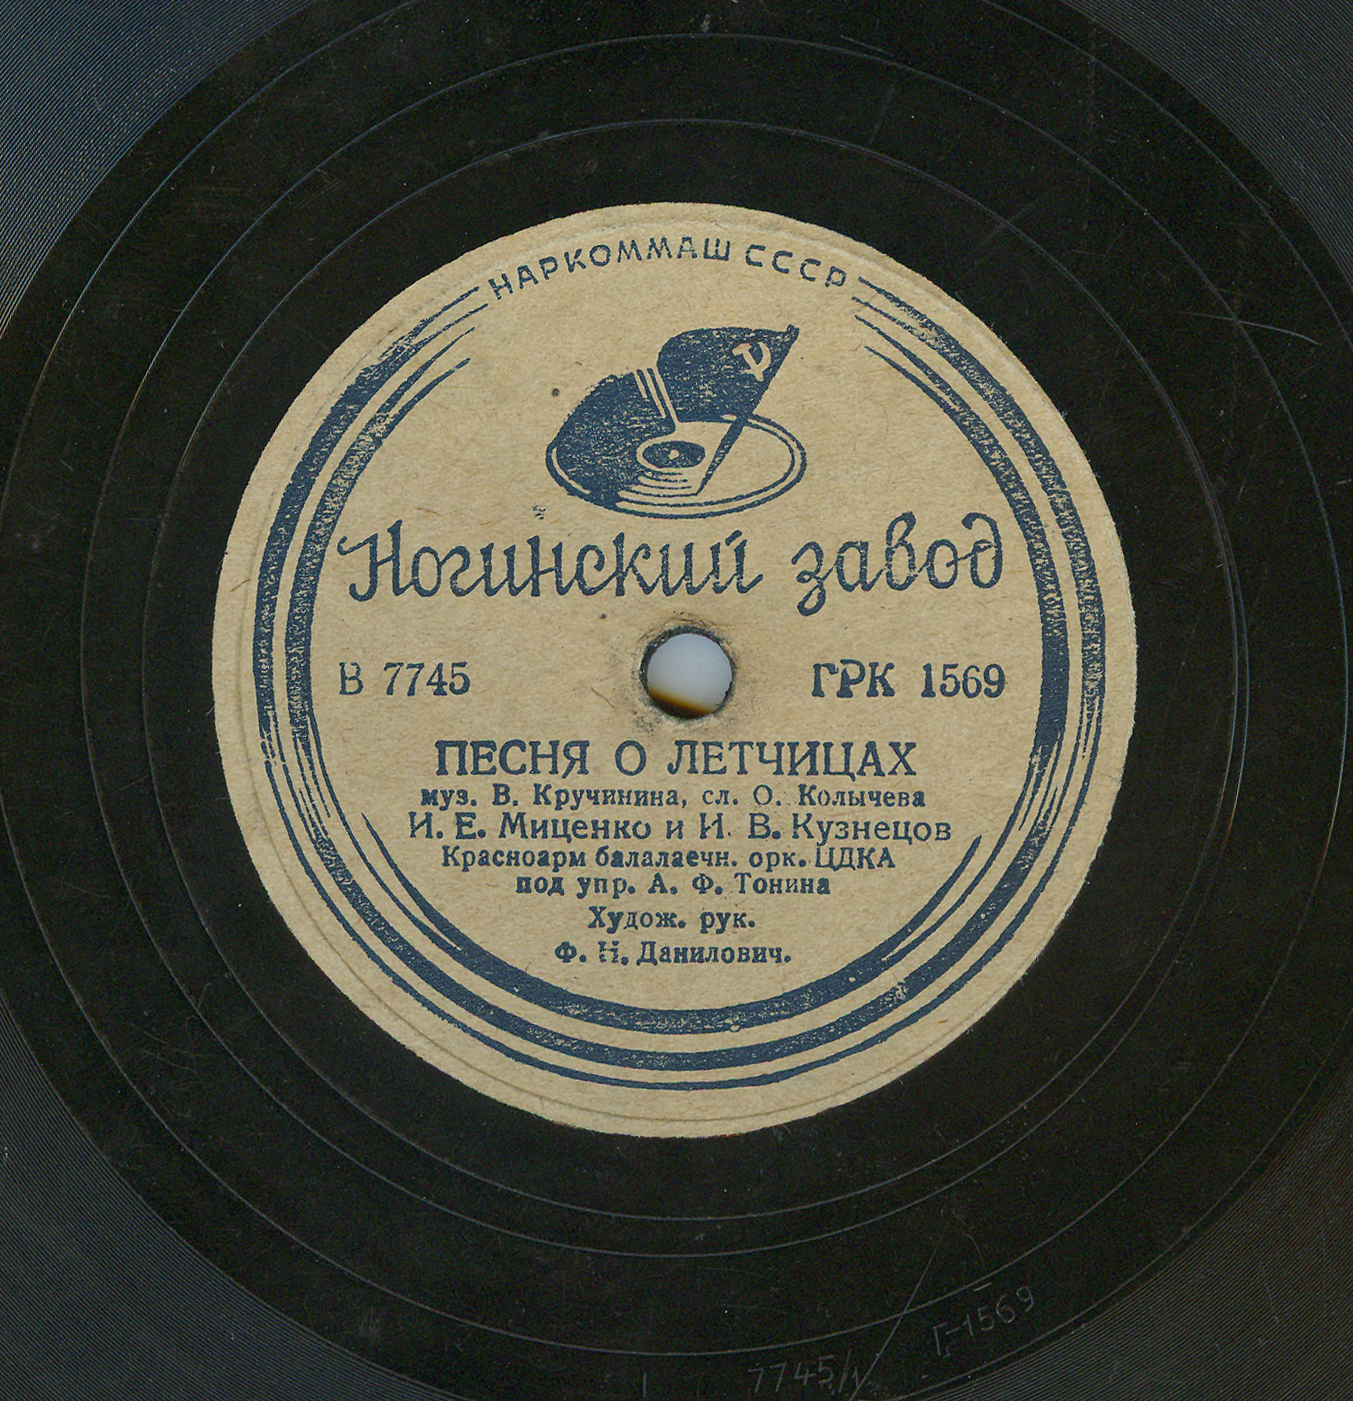 НАРКОММАШ СССР
Ногинский завод
В 7745 ГРК 1569
ПЕСНЯ О ЛЕТЧИЦАХ
муз. В. Кручинина, сл. О. Колычева
И. Е. Миценко и И. В. Кузнецов
Красноарм балалаечн. орк. ЦДКА
под упр. А. Ф. Тонина
Худож. рук.
Ф. Н. Данилович.
Г-1569
7745/1